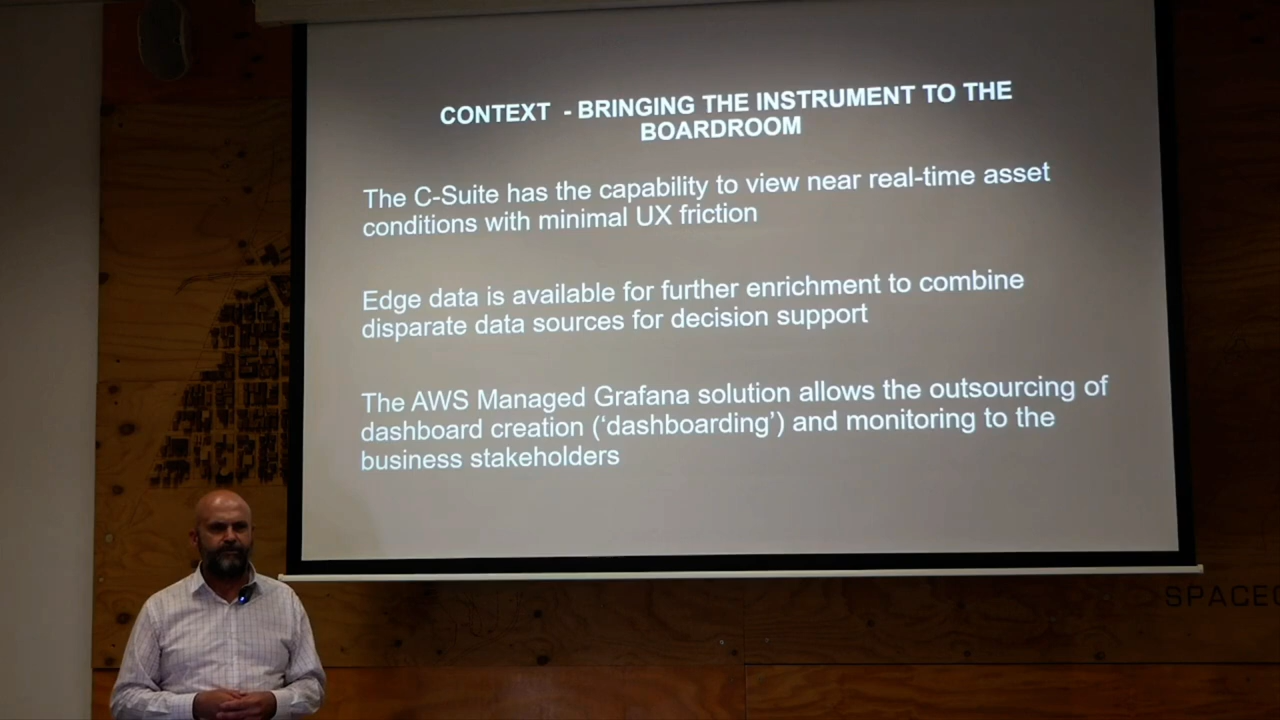 CONTEXT - BRINGING THE INSTRUMENT TO THE
BOARDROOM
The C-Suite has the capability to view near real-time asset
conditions with minimal UX friction
Edge data is available for further enrichment to combine
disparate data sources for decision support
The AWS Managed Grafana solution allows the outsourcing of
dashboard creation (‘dashboarding’) and monitoring to the
business stakeholders